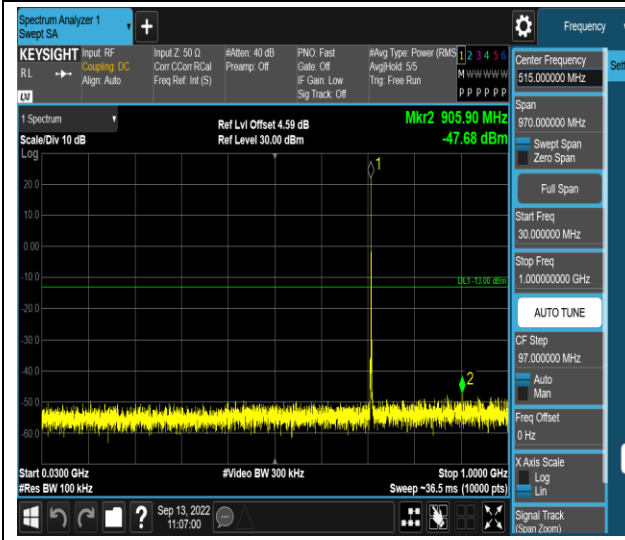 Spectrum Analyzer 1
Swept SA
Frequency
KEYSIGHT
RL
LXI
Input: RF
Coupling: DC
Align: Auto
Input Z: 50 Ω
Corr CCorr RCal
Freq Ref: Int (S)
#Atten: 40 dB
Preamp: Off
PNO: Fast
Gate: Off
IF Gain: Low
Sig Track: Off
#Avg Type: Power (RMS
Avg|Hold: 5/5
Trig: Free Run
1 2 3 4 5 6
M W W W W W
P P P P P P
1 Spectrum
Scale/Div 10 dB
Log
Ref Lvl Offset 4.59 dB
Ref Level 30.00 dBm
Mkr2 905.90 MHz
-47.68 dBm
1
20.0
10.0
0.00
-10.0
DL1 -13.00 dBm
-20.0
-30.0
-40.0
2
-50.0
-60.0
Start 0.0300 GHz
#Res BW 100 kHz
#Video BW 300 kHz
Stop 1.0000 GHz
Sweep ~36.5 ms (10000 pts)
?
Sep 13, 2022
11:07:00
Center Frequency
515.000000 MHz
Sett
Span
970.000000 MHz
Swept Span
Zero Span
Full Span
Start Freq
30.000000 MHz
Stop Freq
1.000000000 GHz
AUTO TUNE
CF Step
97.000000 MHz
Auto
Man
Freq Offset
0 Hz
X Axis Scale
Log
Lin
Signal Track
(Span Zoom)